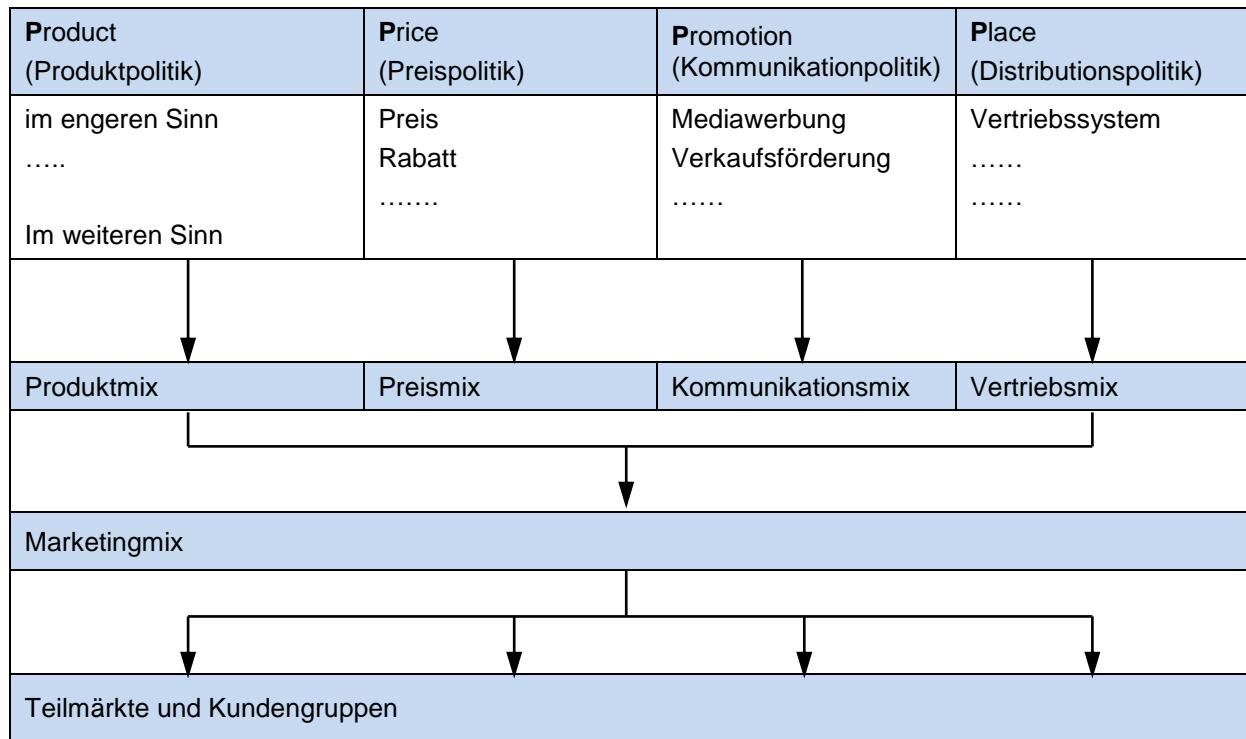 Product
(Produktpolitik)
Price
(Preispolitik)
Promotion
(Kommunikationpolitik)
Place
(Distributionspolitik)
im engeren Sinn
…..
Im weiteren Sinn
Preis
Rabatt
…….
Mediawerbung
Verkaufsförderung
……
Vertriebssystem
……
……
Produktmix
Preismix
Kommunikationsmix
Vertriebsmix
Marketingmix
Teilmärkte und Kundengruppen